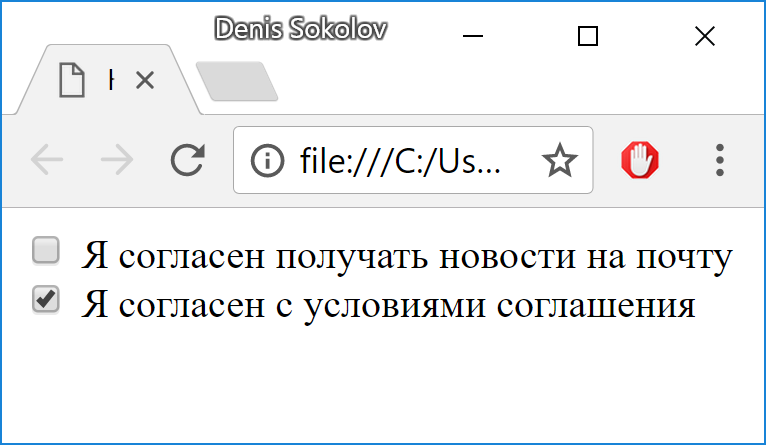 Denis Sokolov
file:///C:/Us...
Я согласен получать новости на почту
Я согласен с условиями соглашения